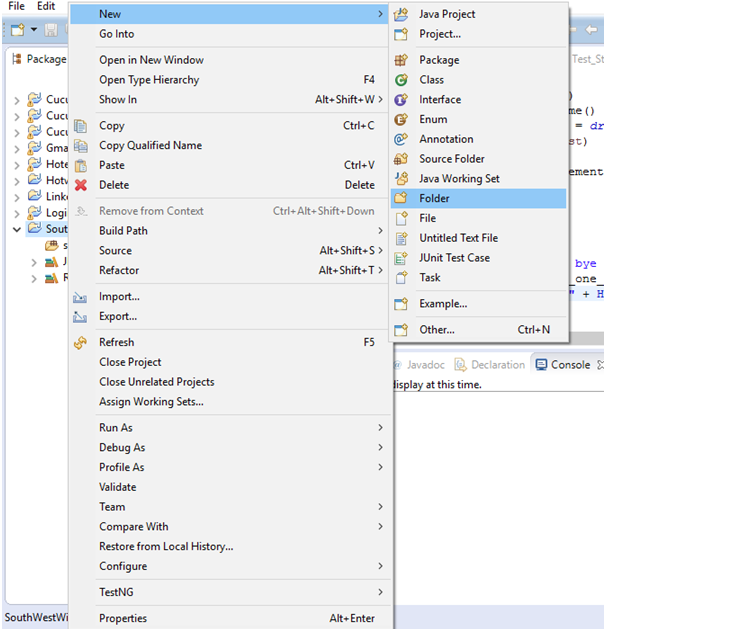 File Edit
Package
Cucu
Cucu
Cucu
Gma
Hote
Hotv
Linke
Logi
Sout
s
J
R
SouthWestWi
New
Go Into
Open in New Window
Open Type Hierarchy F4
Show In Alt+Shift+W
Copy Ctrl+C
Copy Qualified Name
Paste Ctrl+V
Delete Delete
Remove from Context Ctrl+Alt+Shift+Down
Build Path
Source Alt+Shift+S
Refactor Alt+Shift+T
Import...
Export...
Refresh F5
Close Project
Close Unrelated Projects
Assign Working Sets...
Run As
Debug As
Profile As
Validate
Team
Compare With
Restore from Local History...
Configure
TestNG
Properties Alt+Enter
Java Project
Project...
Package
Class
Interface
Enum
Annotation
Source Folder
Java Working Set
Folder
File
Untitled Text File
JUnit Test Case
Task
Example...
Other... Ctrl+N
Test_St
)
me()
= dr
st)
ement
bye
_one_
" + H
Javadoc Declaration Console
display at this time.